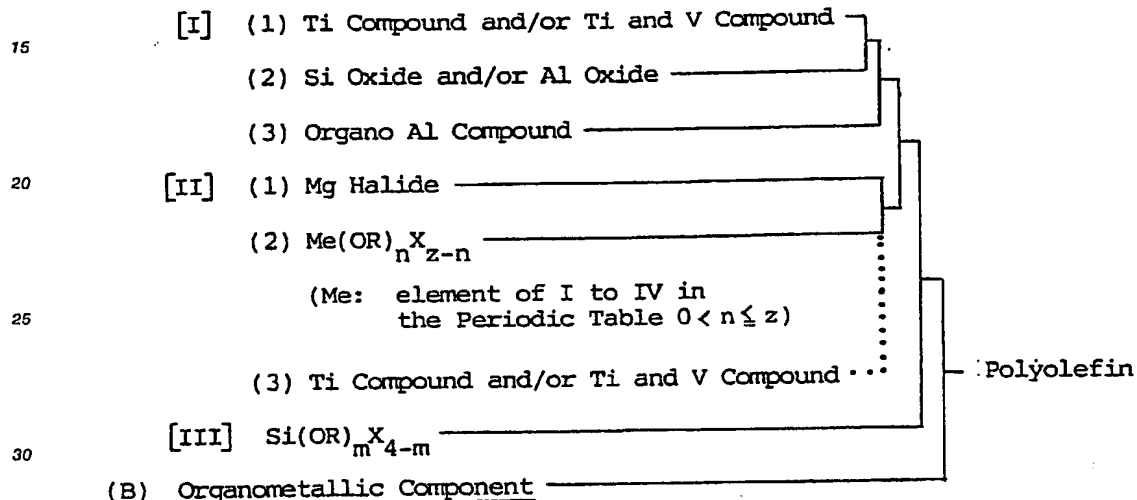 [I] (1) Ti Compound and/or Ti and V Compound
15
(2) Si Oxide and/or Al Oxide
(3) Organo Al Compound
20 [II] (1) Mg Halide
(2) Me(OR)nXz-n
(Me: element of I to IV in
25 the Periodic Table 0 < n ≦ z)
(3) Ti Compound and/or Ti and V Compound
Polyolefin
[III] Si(OR)mX4-m
30
(B) Organometallic Component